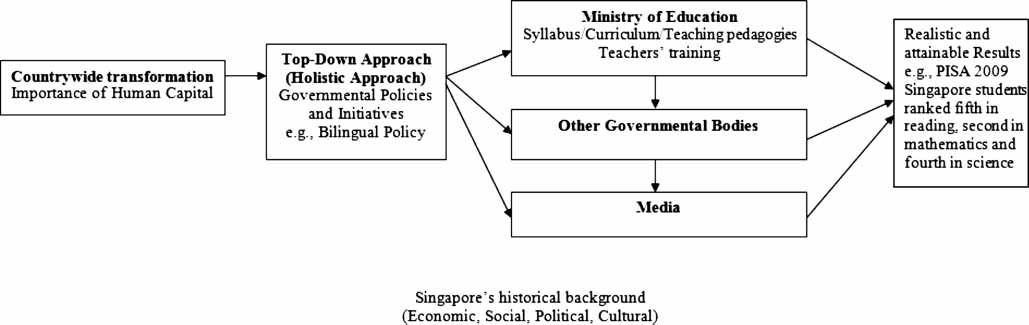 Countrywide transformation
Importance of Human Capital
Top-Down Approach
(Holistic Approach)
Governmental Policies
and Initiatives
e.g., Bilingual Policy
Ministry of Education
Syllabus/Curriculum/Teaching pedagogies
Teachers’ training
Other Governmental Bodies
Media
Realistic and
attainable Results
e.g., PISA 2009
Singapore students
ranked fifth in
reading, second in
mathematics and
fourth in science
Singapore’s historical background
(Economic, Social, Political, Cultural)